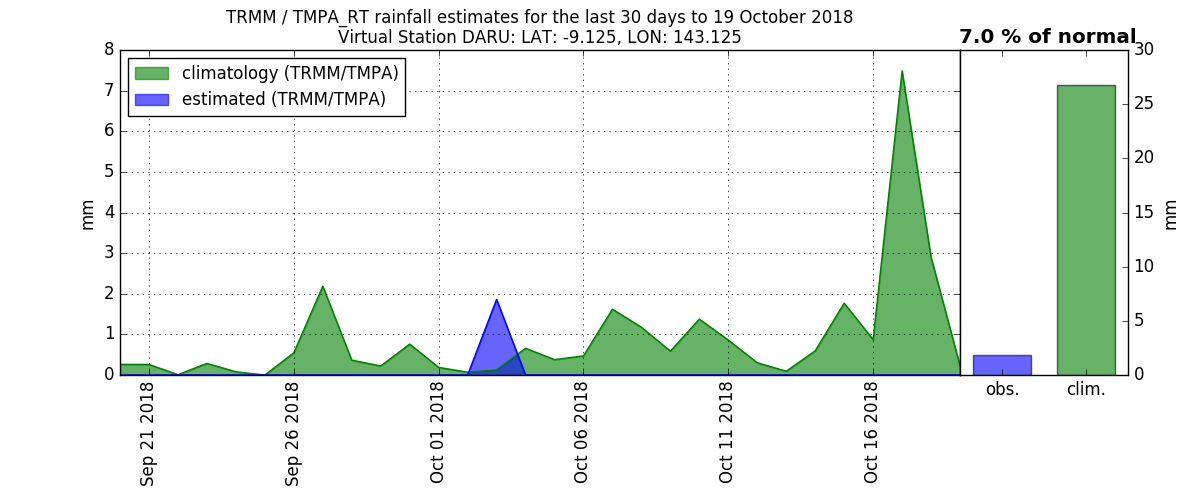 TRMM / TMPA_RT rainfall estimates for the last 30 days to 19 October 2018
Virtual Station DARU: LAT: -9.125, LON: 143.125
7.0 % of normal
climatology (TRMM/TMPA)
estimated (TRMM/TMPA)
8
7
6
5
4
3
2
1
0
mm
Sep 21 2018
Sep 26 2018
Oct 01 2018
Oct 06 2018
Oct 11 2018
Oct 16 2018
30
25
20
15
10
5
0
mm
obs.
clim.